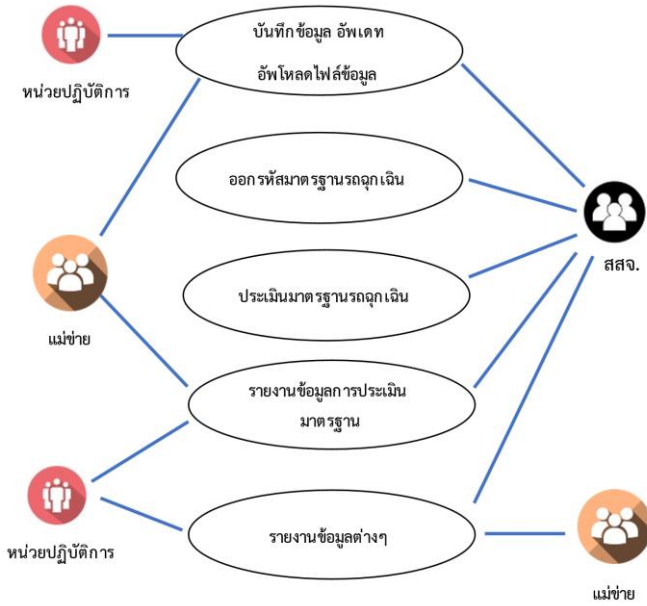 บันทึกข้อมูล อัพเดท
อัพโหลดไฟล์ข้อมูล
หน่วยปฏิบัติการ
ออกรหัสมาตรฐานรถฉุกเฉิน
สสจ.
ประเมินมาตรฐานรถฉุกเฉิน
แม่ข่าย
รายงานข้อมูลการประเมิน
มาตรฐาน
รายงานข้อมูลต่างๆ
หน่วยปฏิบัติการ
แม่ข่าย